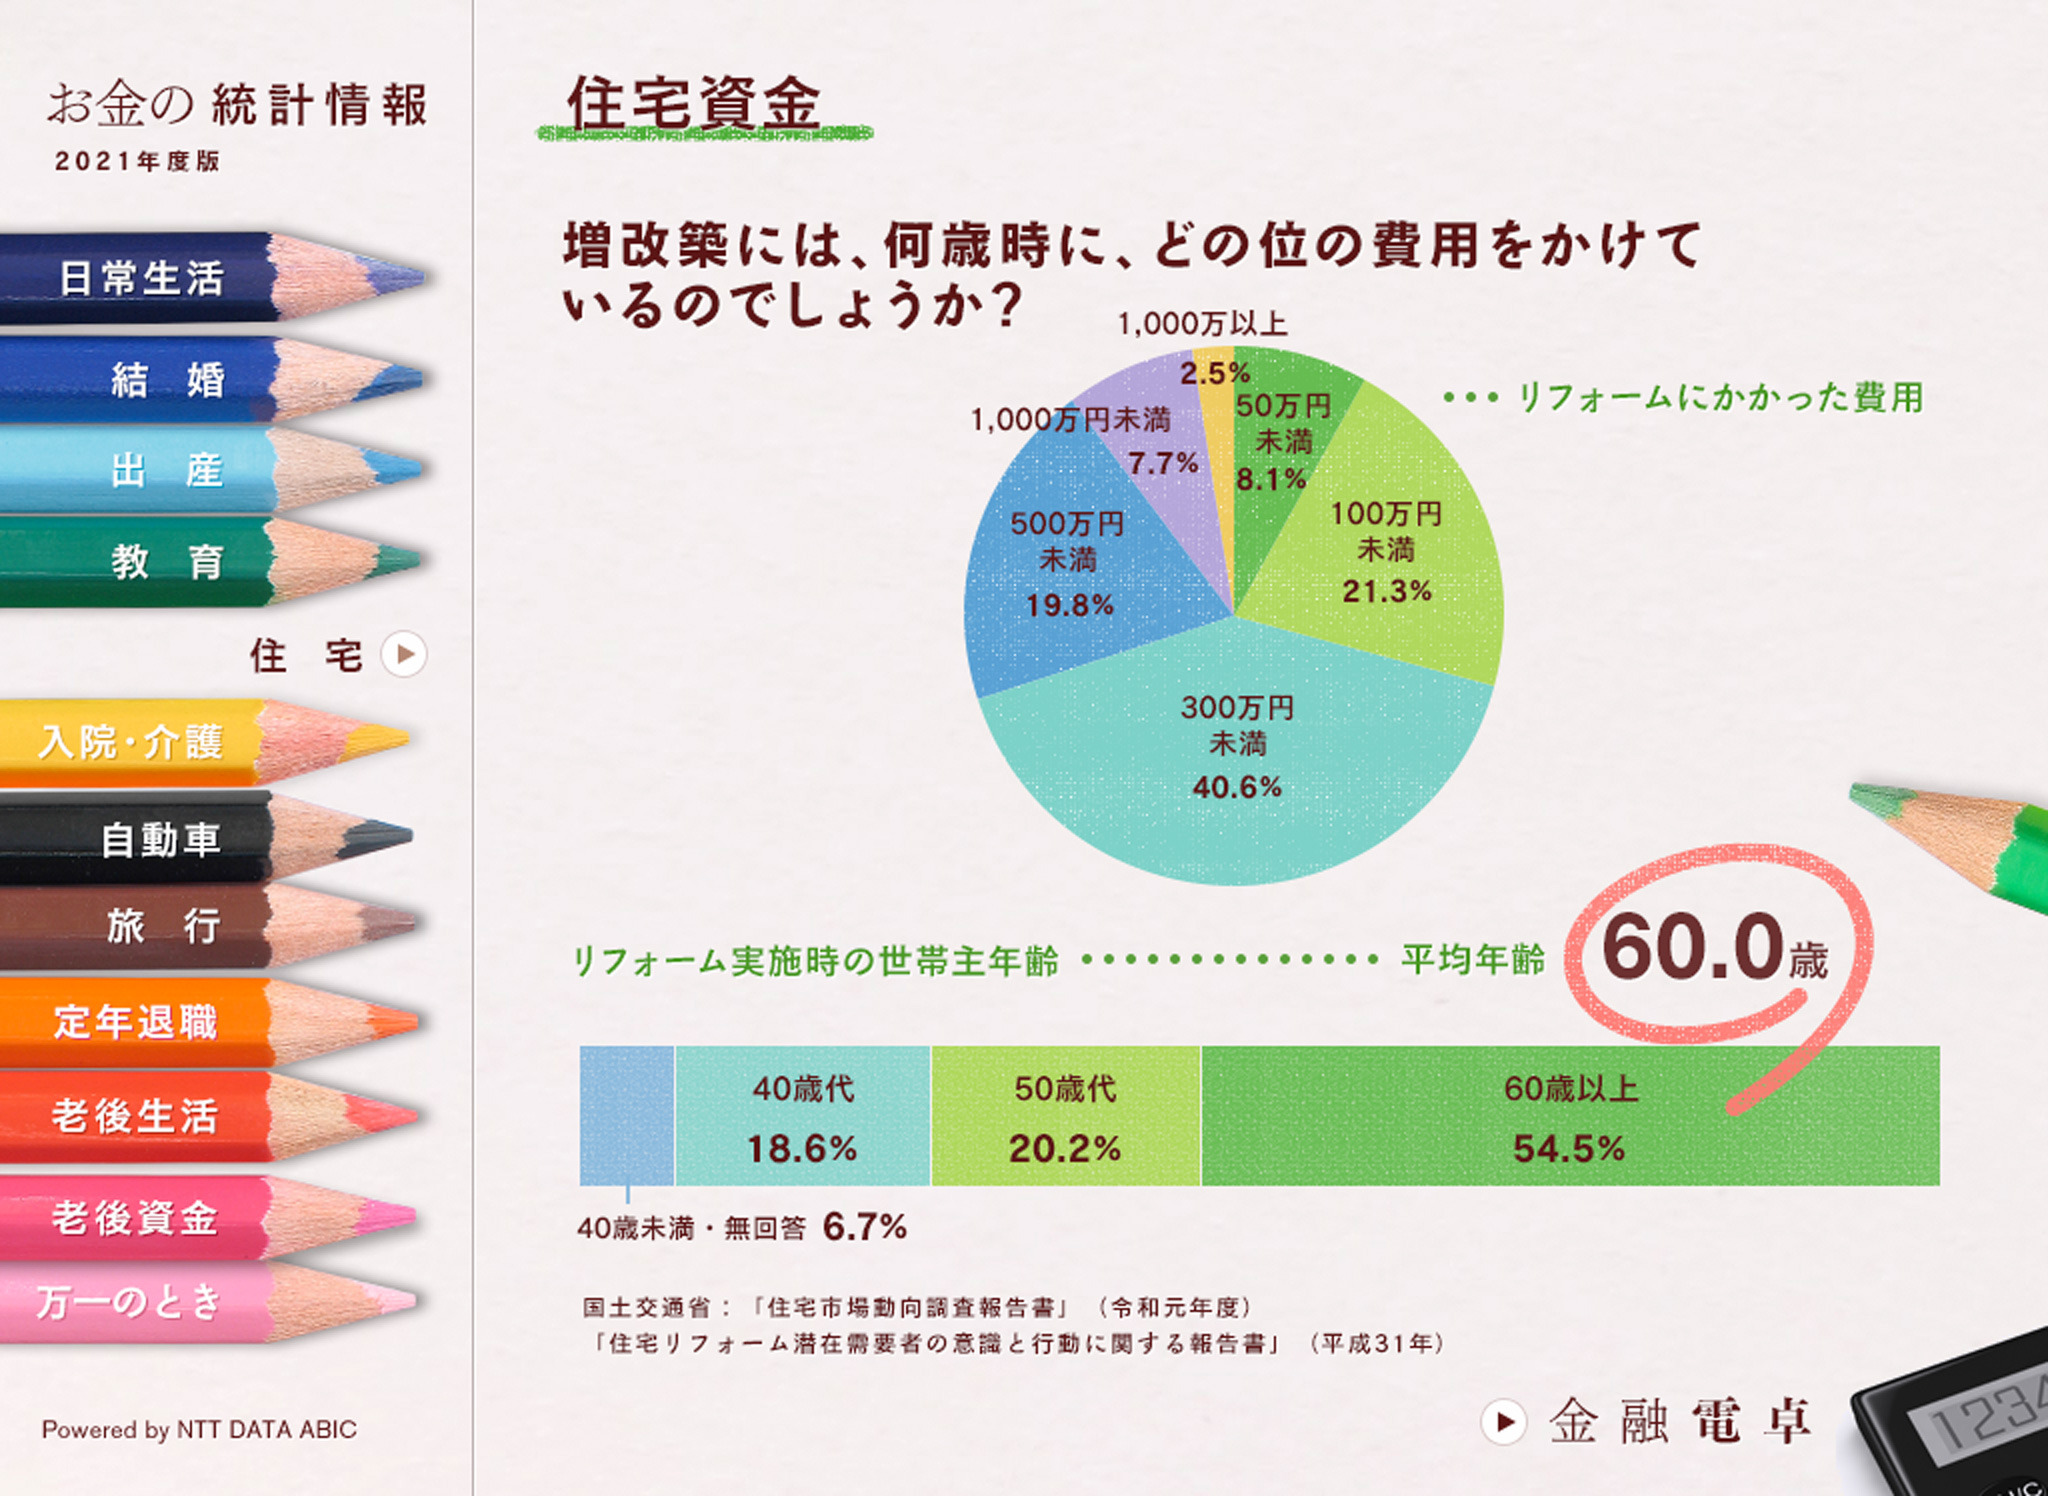 お金の 統計情報
2021年度版
日常生活
結 婚
出 産
教 育
住 宅
入院・介護
自動車
旅 行
定年退職
老後生活
老後資金
万一のとき
Powered by NTT DATA ABIC
住宅資金
増改築には、何歳時に、どの位の費用をかけて
いるのでしょうか？
1,000万以上
2.5%
50万円
未満
8.1%
1,000万円未満
7.7%
100万円
未満
21.3%
500万円
未満
19.8%
300万円
未満
40.6%
••• リフォームにかかった費用
リフォーム実施時の世帯主年齢 •••••••••••••• 平均年齢 60.0歳
40歳代
18.6%
50歳代
20.2%
60歳以上
54.5%
40歳未満・無回答 6.7%
国土交通省：「住宅市場動向調査報告書」（令和元年度）
「住宅リフォーム潜在需要者の意識と行動に関する報告書」（平成31年）
金融電卓
1234